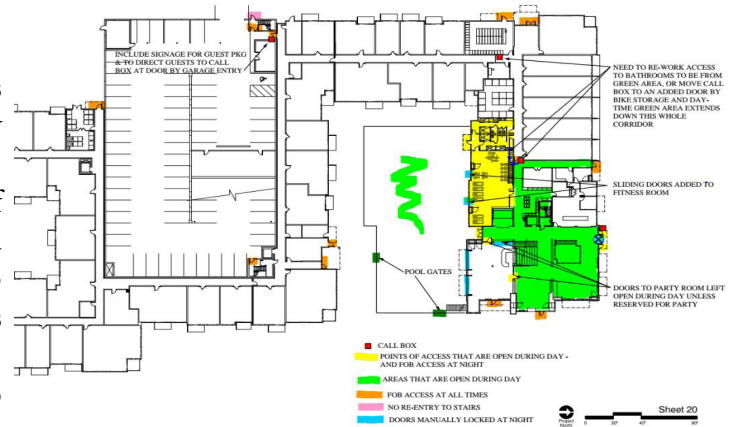 INCLUDE SIGNAGE FOR GUEST PKG
& TO DIRECT GUESTS TO CALL
BOX AT DOOR BY GARAGE ENTRY
NEED TO RE-WORK ACCESS
TO BATHROOMS TO BE FROM
GREEN AREA, OR MOVE CALL
BOX TO AN ADDED DOOR BY
BIKE STORAGE AND DAY-
TIME GREEN AREA EXTENDS
DOWN THIS WHOLE
CORRIDOR
SLIDING DOORS ADDED TO
FITNESS ROOM
POOL GATES
DOORS TO PARTY ROOM LEFT
OPEN DURING DAY UNLESS
RESERVED FOR PARTY
CALL BOX
POINTS OF ACCESS THAT ARE OPEN DURING DAY -
AND FOB ACCESS AT NIGHT
AREAS THAT ARE OPEN DURING DAY
FOB ACCESS AT ALL TIMES
NO RE-ENTRY TO STAIRS
DOORS MANUALLY LOCKED AT NIGHT
Project
North
Sheet 20
0'
20'
40'
80'